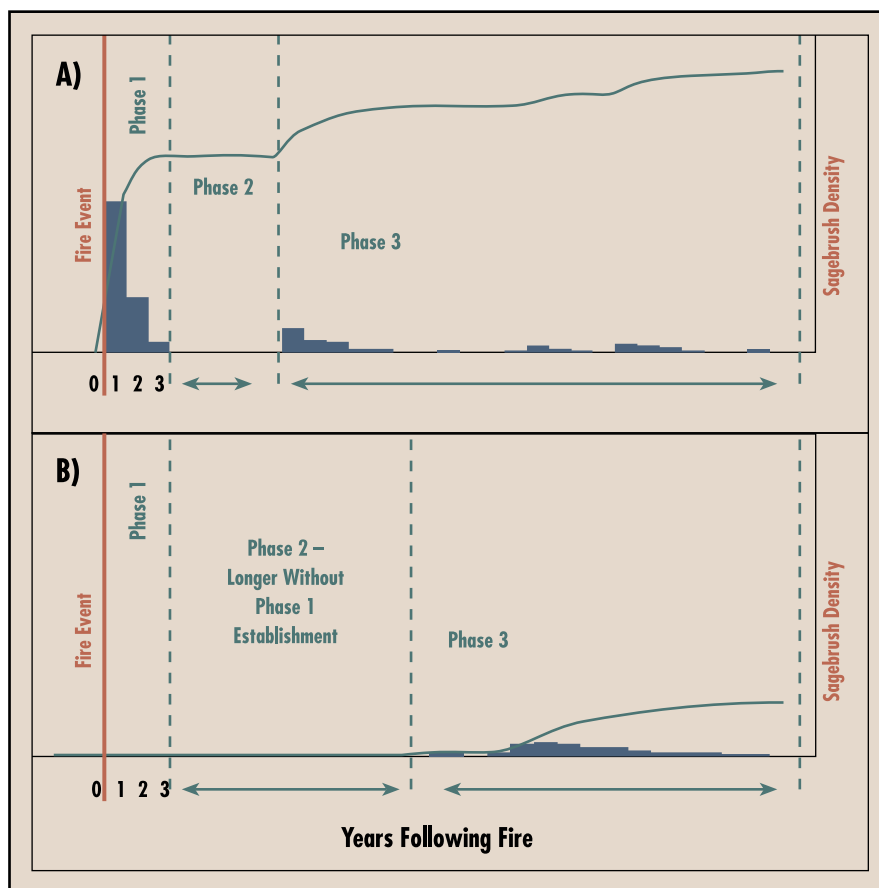 A)
Phase 1
Fire Event
Phase 2
Phase 3
Sagebrush Density
0 1 2 3
B)
Phase 1
Fire Event
Phase 2 –
Longer Without
Phase 1
Establishment
Phase 3
Sagebrush Density
0 1 2 3
Years Following Fire